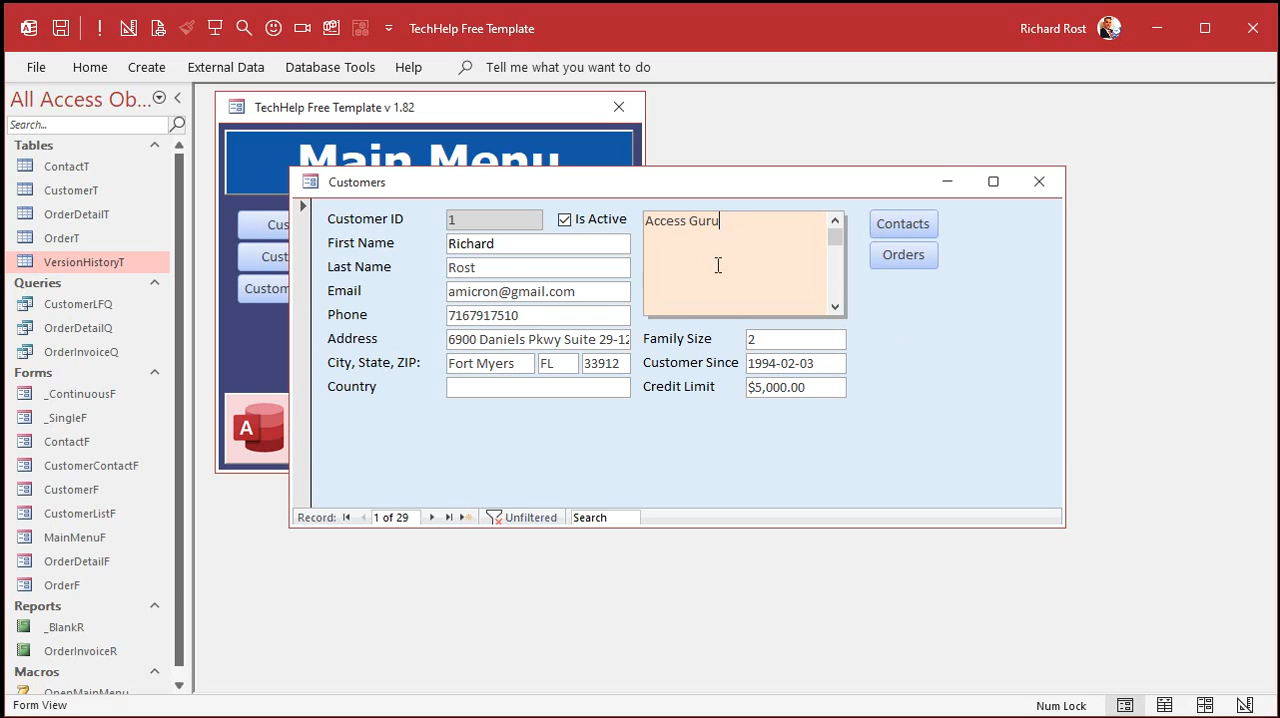 TechHelp Free Template
Richard Rost
File
Home
Create
External Data
Database Tools
Help
Tell me what you want to do
All Access Ob...
Search...
Tables
ContactT
CustomerT
OrderDetailT
OrderT
VersionHistoryT
Queries
CustomerLFQ
OrderDetailQ
OrderInvoiceQ
Forms
_ContinuousF
_SingleF
ContactF
CustomerContactF
CustomerF
CustomerListF
MainMenuF
OrderDetailF
OrderF
Reports
_BlankR
OrderInvoiceR
Macros
OpenMainMenu
TechHelp Free Template v 1.82
Main Menu
Cus
Cust
Custom
A
Customers
Customer ID 1
Is Active
First Name Richard
Last Name Rost
Email amicron@gmail.com
Phone 7167917510
Address 6900 Daniels Pkwy Suite 29-12
City, State, ZIP: Fort Myers FL 33912
Country
Access Guru
Family Size 2
Customer Since 1994-02-03
Credit Limit $5,000.00
Contacts
Orders
Record: 1 of 29 Unfiltered Search
Form View
Num Lock